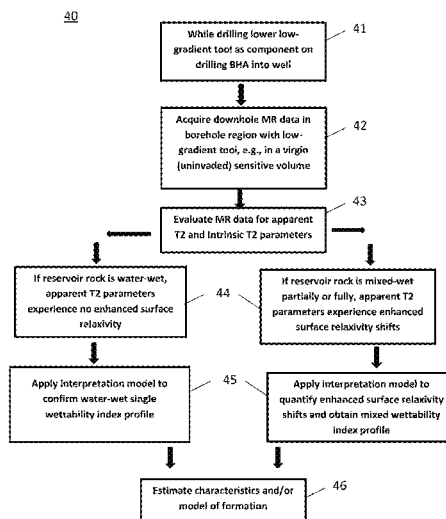 40
While drilling lower low-
gradient tool as component on
drilling BHA into well
41
Acquire downhole MR data in
borehole region with low-
gradient tool, e.g., in a virgin
(uninvaded) sensitive volume
42
43
Evaluate MR data for apparent
T2 and Intrinsic T2 parameters
If reservoir rock is water-wet,
apparent T2 parameters
experience no enhanced surface
relaxivity
44
If reservoir rock is mixed-wet
partially or fully, apparent T2
parameters experience enhanced
surface relaxivity shifts
Apply interpretation model to
confirm water-wet single
wettability index profile
45
Apply interpretation model to
quantify enhanced surface relaxivity
shifts and obtain mixed wettability
index profile
Estimate characteristics and/or
model of formation
46